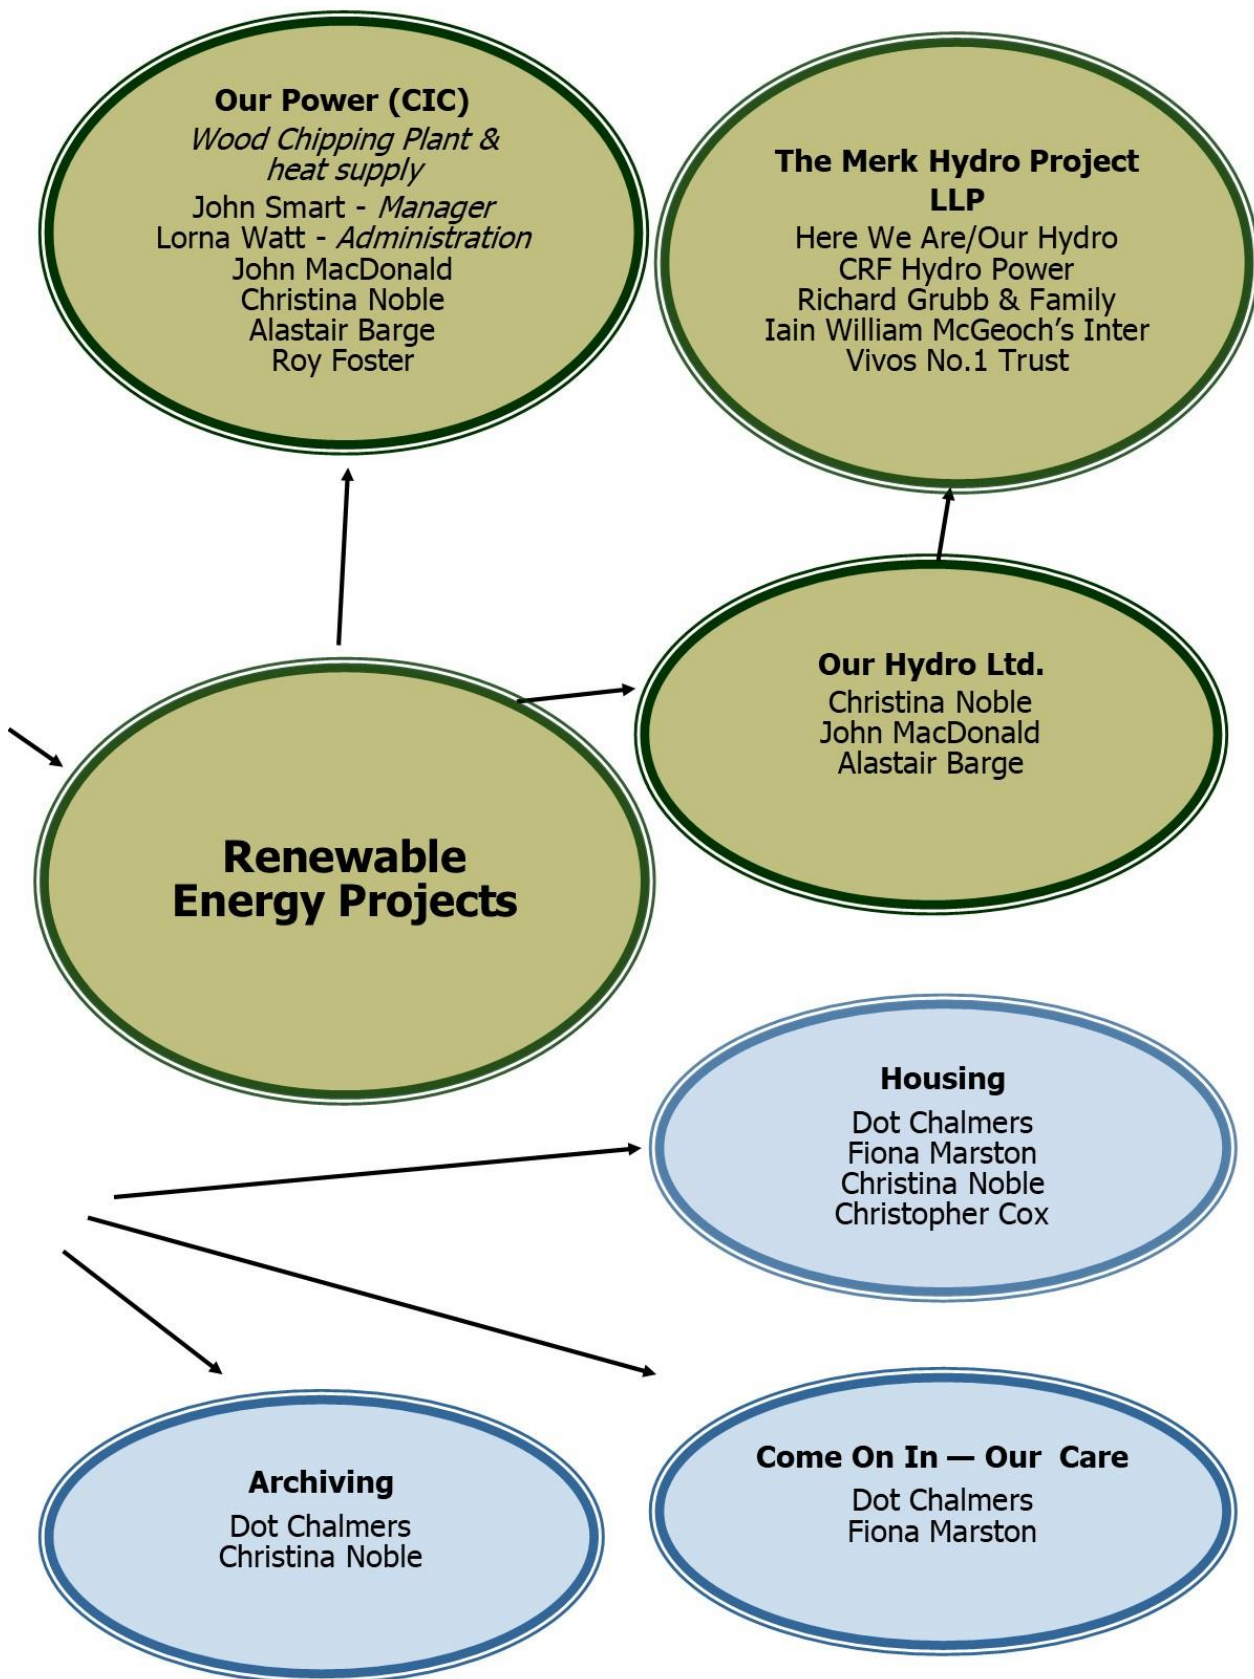 Our Power (CIC)
Wood Chipping Plant &
heat supply
John Smart - Manager
Lorna Watt - Administration
John MacDonald
Christina Noble
Alastair Barge
Roy Foster
The Merk Hydro Project
LLP
Here We Are/Our Hydro
CRF Hydro Power
Richard Grubb & Family
Iain William McGeoch’s Inter
Vivos No.1 Trust
Our Hydro Ltd.
Christina Noble
John MacDonald
Alastair Barge
Renewable
Energy Projects
Housing
Dot Chalmers
Fiona Marston
Christina Noble
Christopher Cox
Archiving
Dot Chalmers
Christina Noble
Come On In — Our Care
Dot Chalmers
Fiona Marston